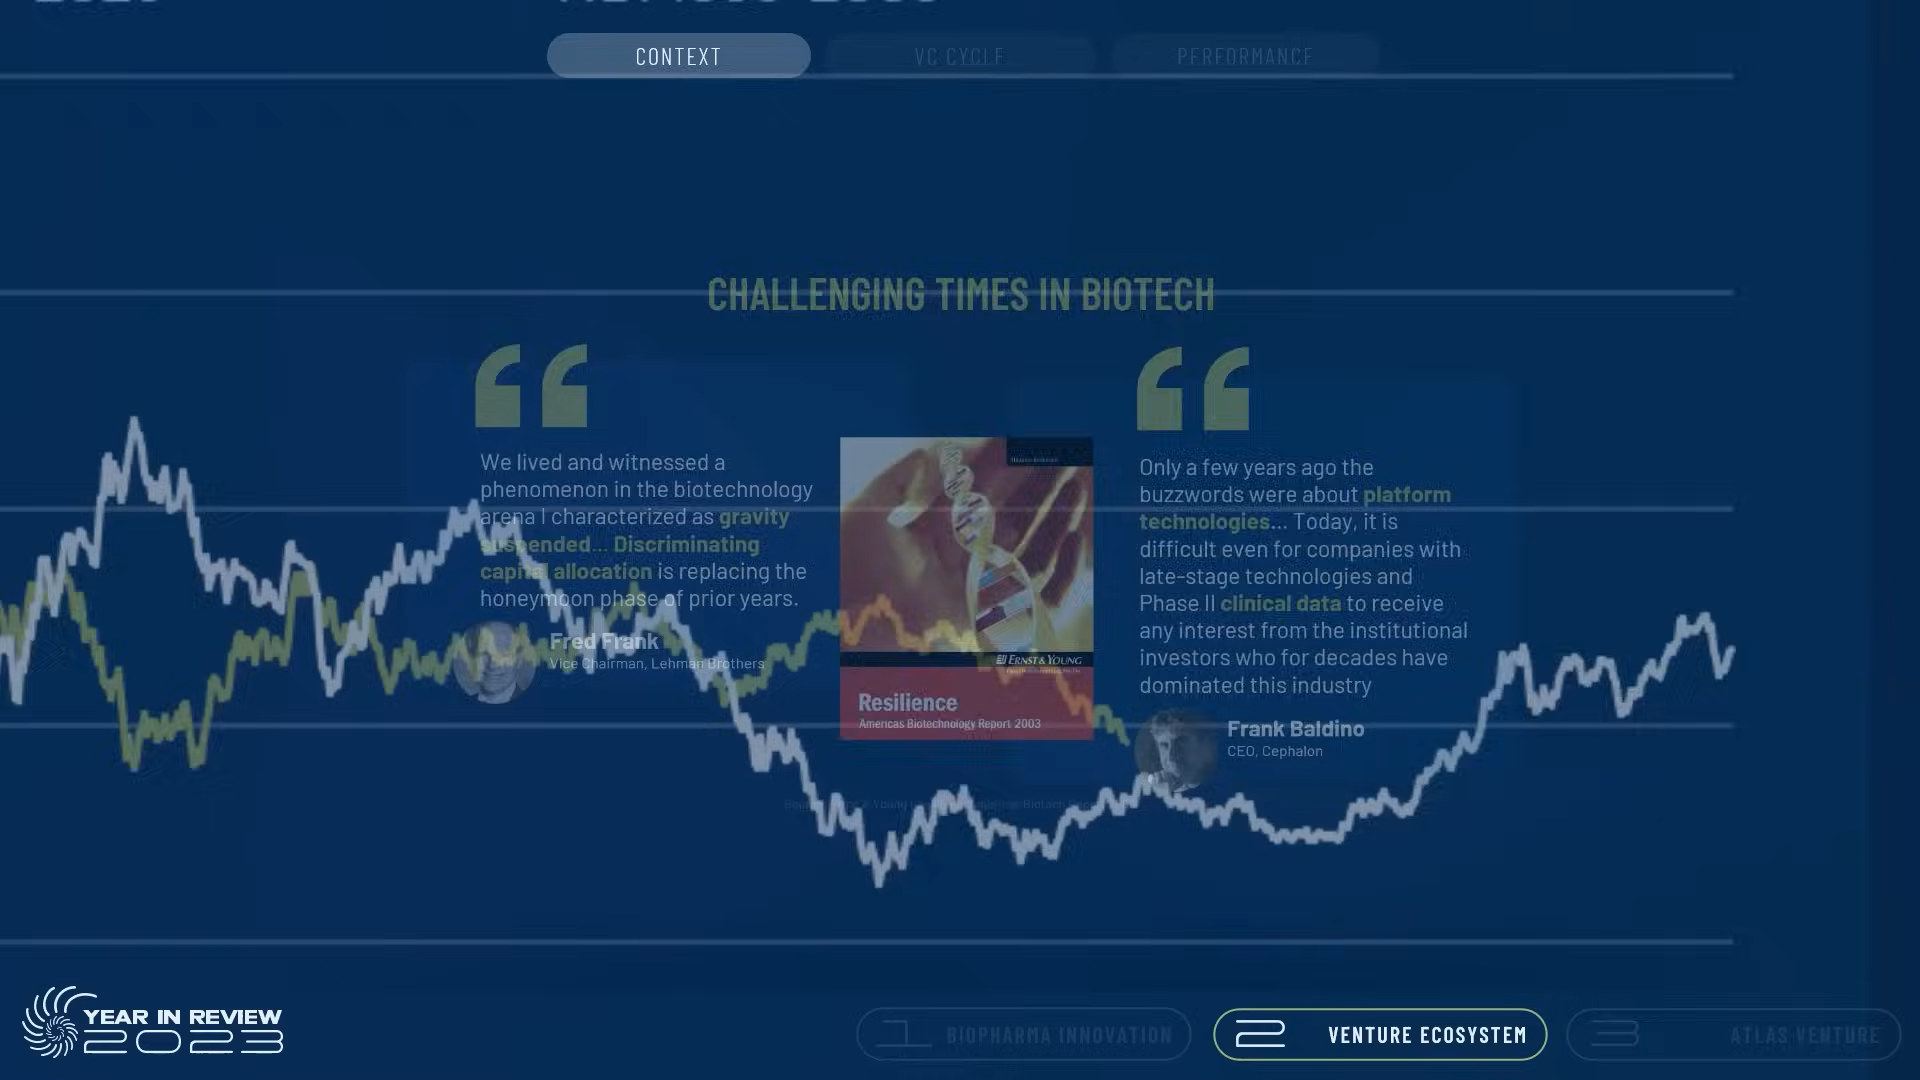 CONTEXT
VC CYCLE
PERFORMANCE
CHALLENGING TIMES IN BIOTECH
We lived and witnessed a
phenomenon in the biotechnology
arena I characterized as gravity
suspended... Discriminating
capital allocation is replacing the
honeymoon phase of prior years.
Fred Frank
Vice Chairman, Lehman Brothers
ERNST & YOUNG
Resilience
Americas Biotechnology Report 2003
Only a few years ago the
buzzwords were about platform
technologies... Today, it is
difficult even for companies with
late-stage technologies and
Phase II clinical data to receive
any interest from the institutional
investors who for decades have
dominated this industry
Frank Baldino
CEO, Cephalon
YEAR IN REVIEW
2023
1 BIOPHARMA INNOVATION
2 VENTURE ECOSYSTEM
3 ATLAS VENTURE